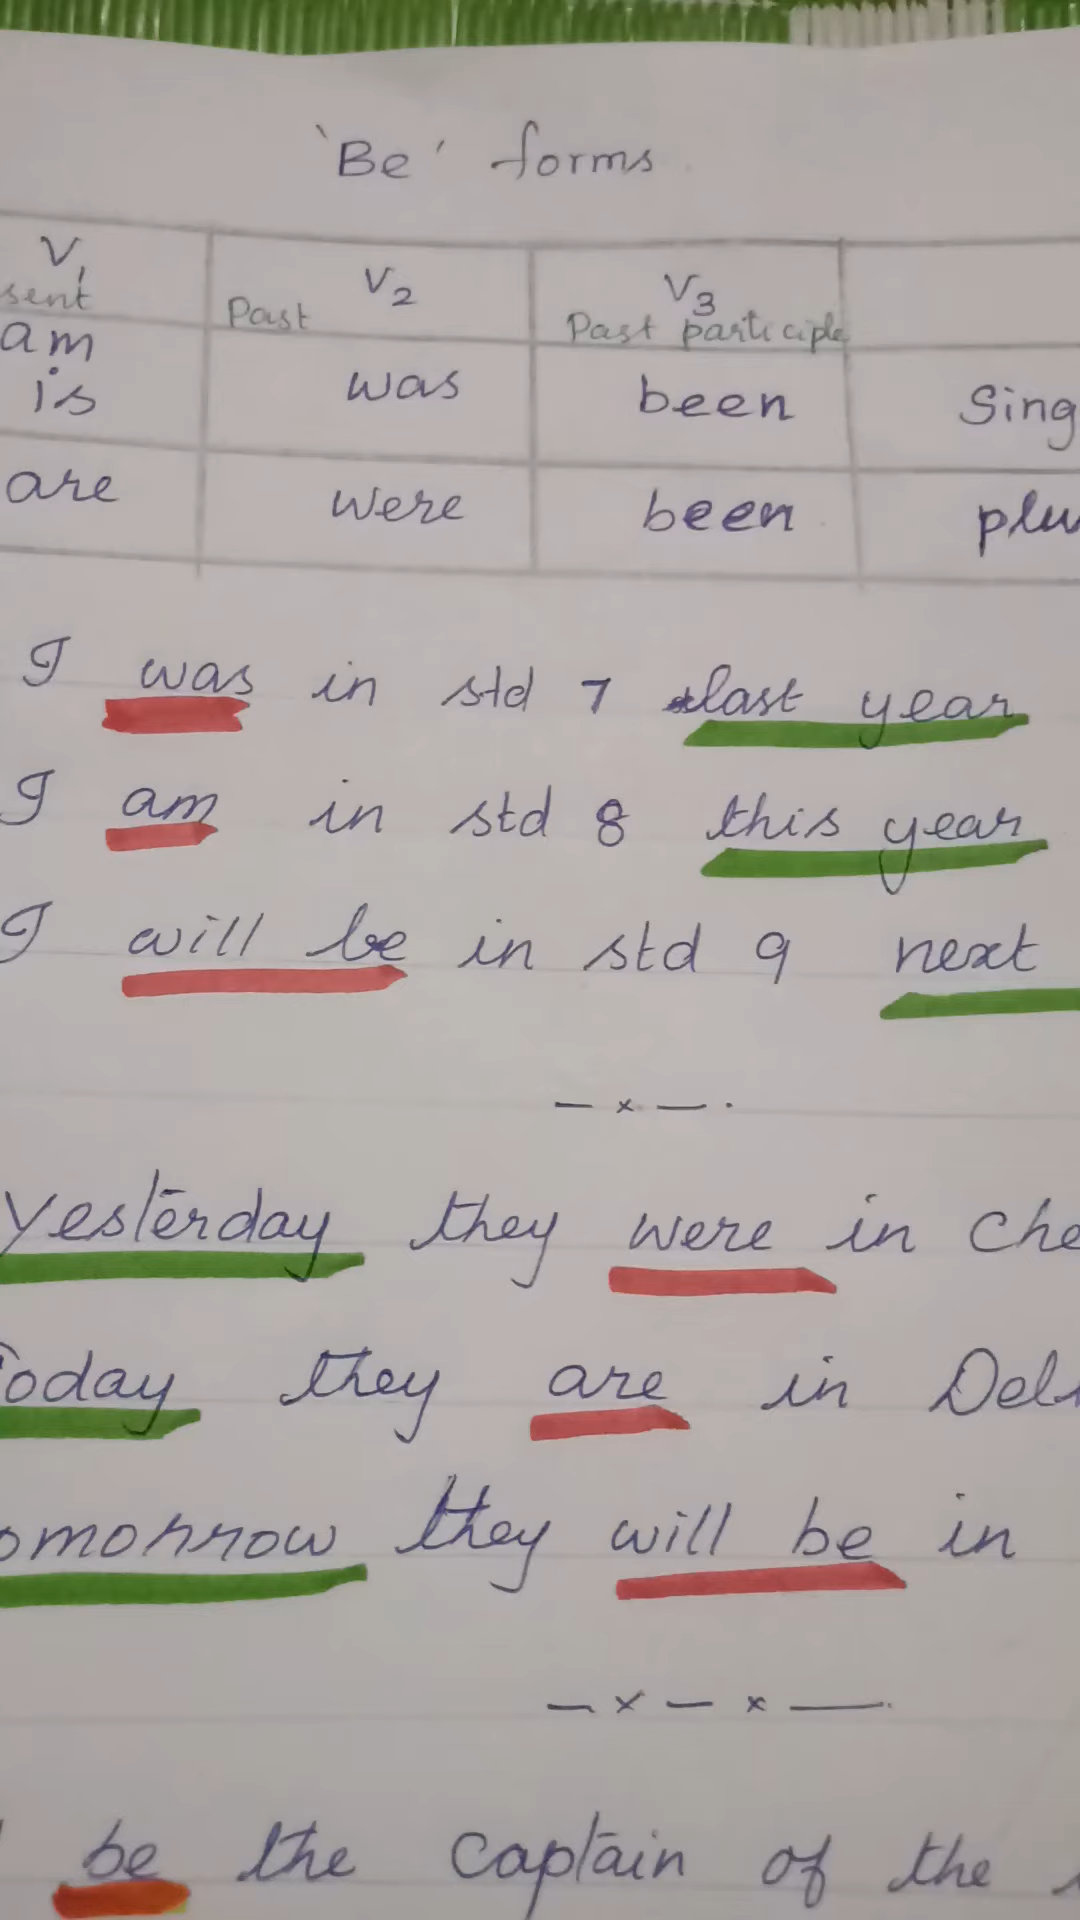 'Be' forms
V1 V2 V3
sent Past Past participle
am
is was been Sing
are were been plu
I was in std 7 last year
I am in std 8 this year
I will be in std 9 next
— x — .
Yesterday they were in Che
Today they are in Del
omorrow they will be in
— x — x —
be the captain of the